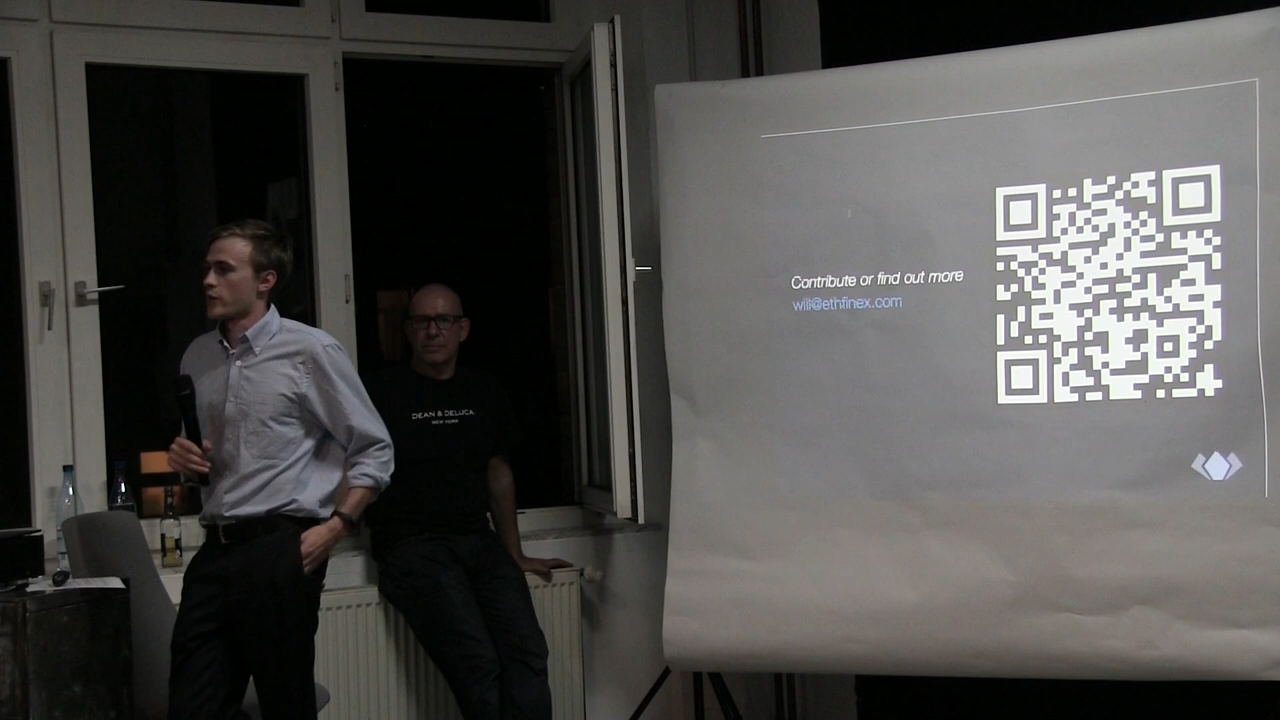 DEAN & DELUCA
NEW YORK
Contribute or find out more
will@ethfinex.com